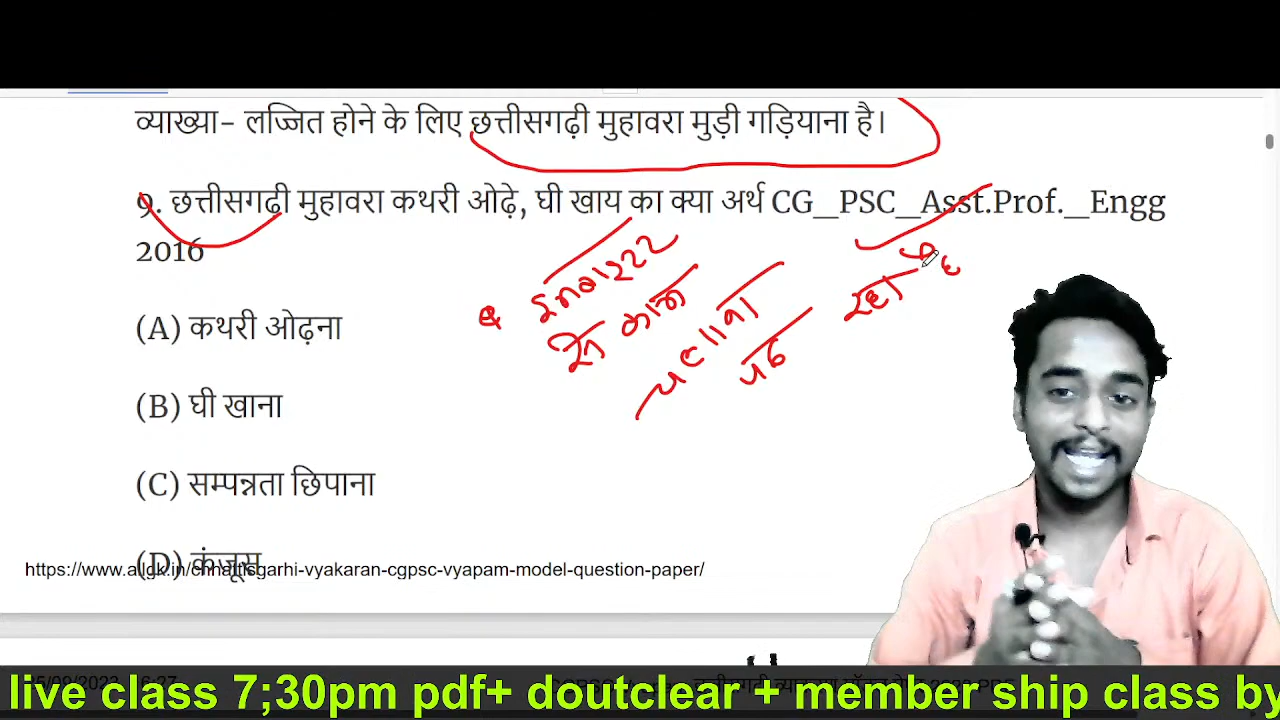 व्याख्या- लज्जित होने के लिए छत्तीसगढ़ी मुहावरा मुड़ी गड़ियाना है।
9. छत्तीसगढ़ी मुहावरा कथरी ओढ़े, घी खाय का क्या अर्थ CG_PSC_Asst.Prof._Engg
2016
(A) कथरी ओढ़ना
(B) घी खाना
(C) सम्पन्नता छिपाना
(D) कंजूस
https://www.allgk.in/chhattisgarhi-vyakaran-cgpsc-vyapam-model-question-paper/
live class 7;30pm pdf+ doutclear + member ship class by